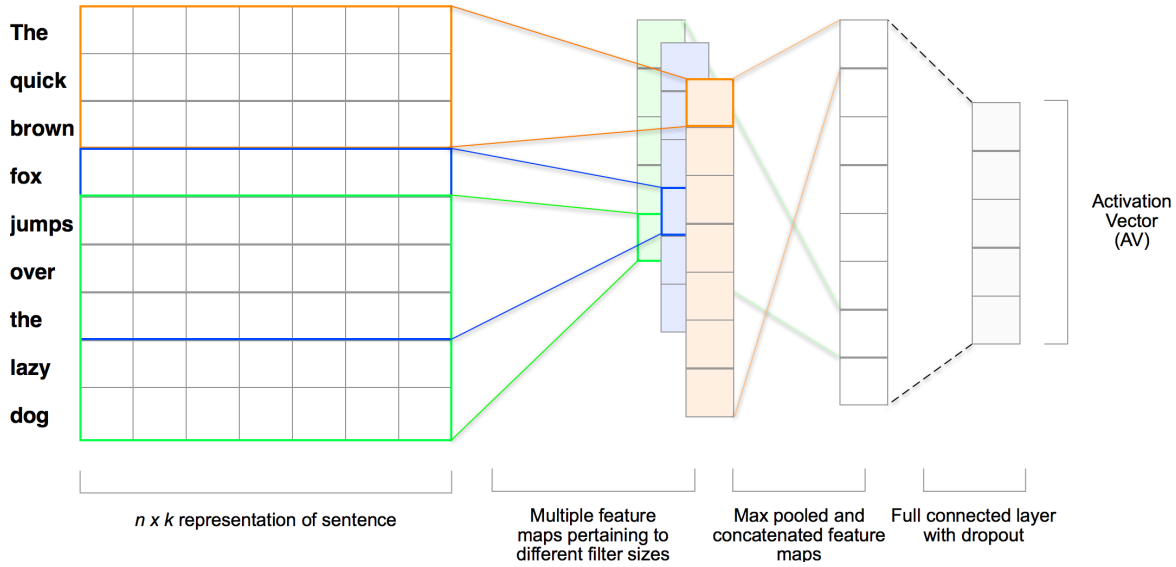 The
quick
brown
fox
jumps
over
the
lazy
dog
Activation
Vector
(AV)
n x k representation of sentence
Multiple feature
maps pertaining to
different filter sizes
Max pooled and
concatenated feature
maps
Full connected layer
with dropout